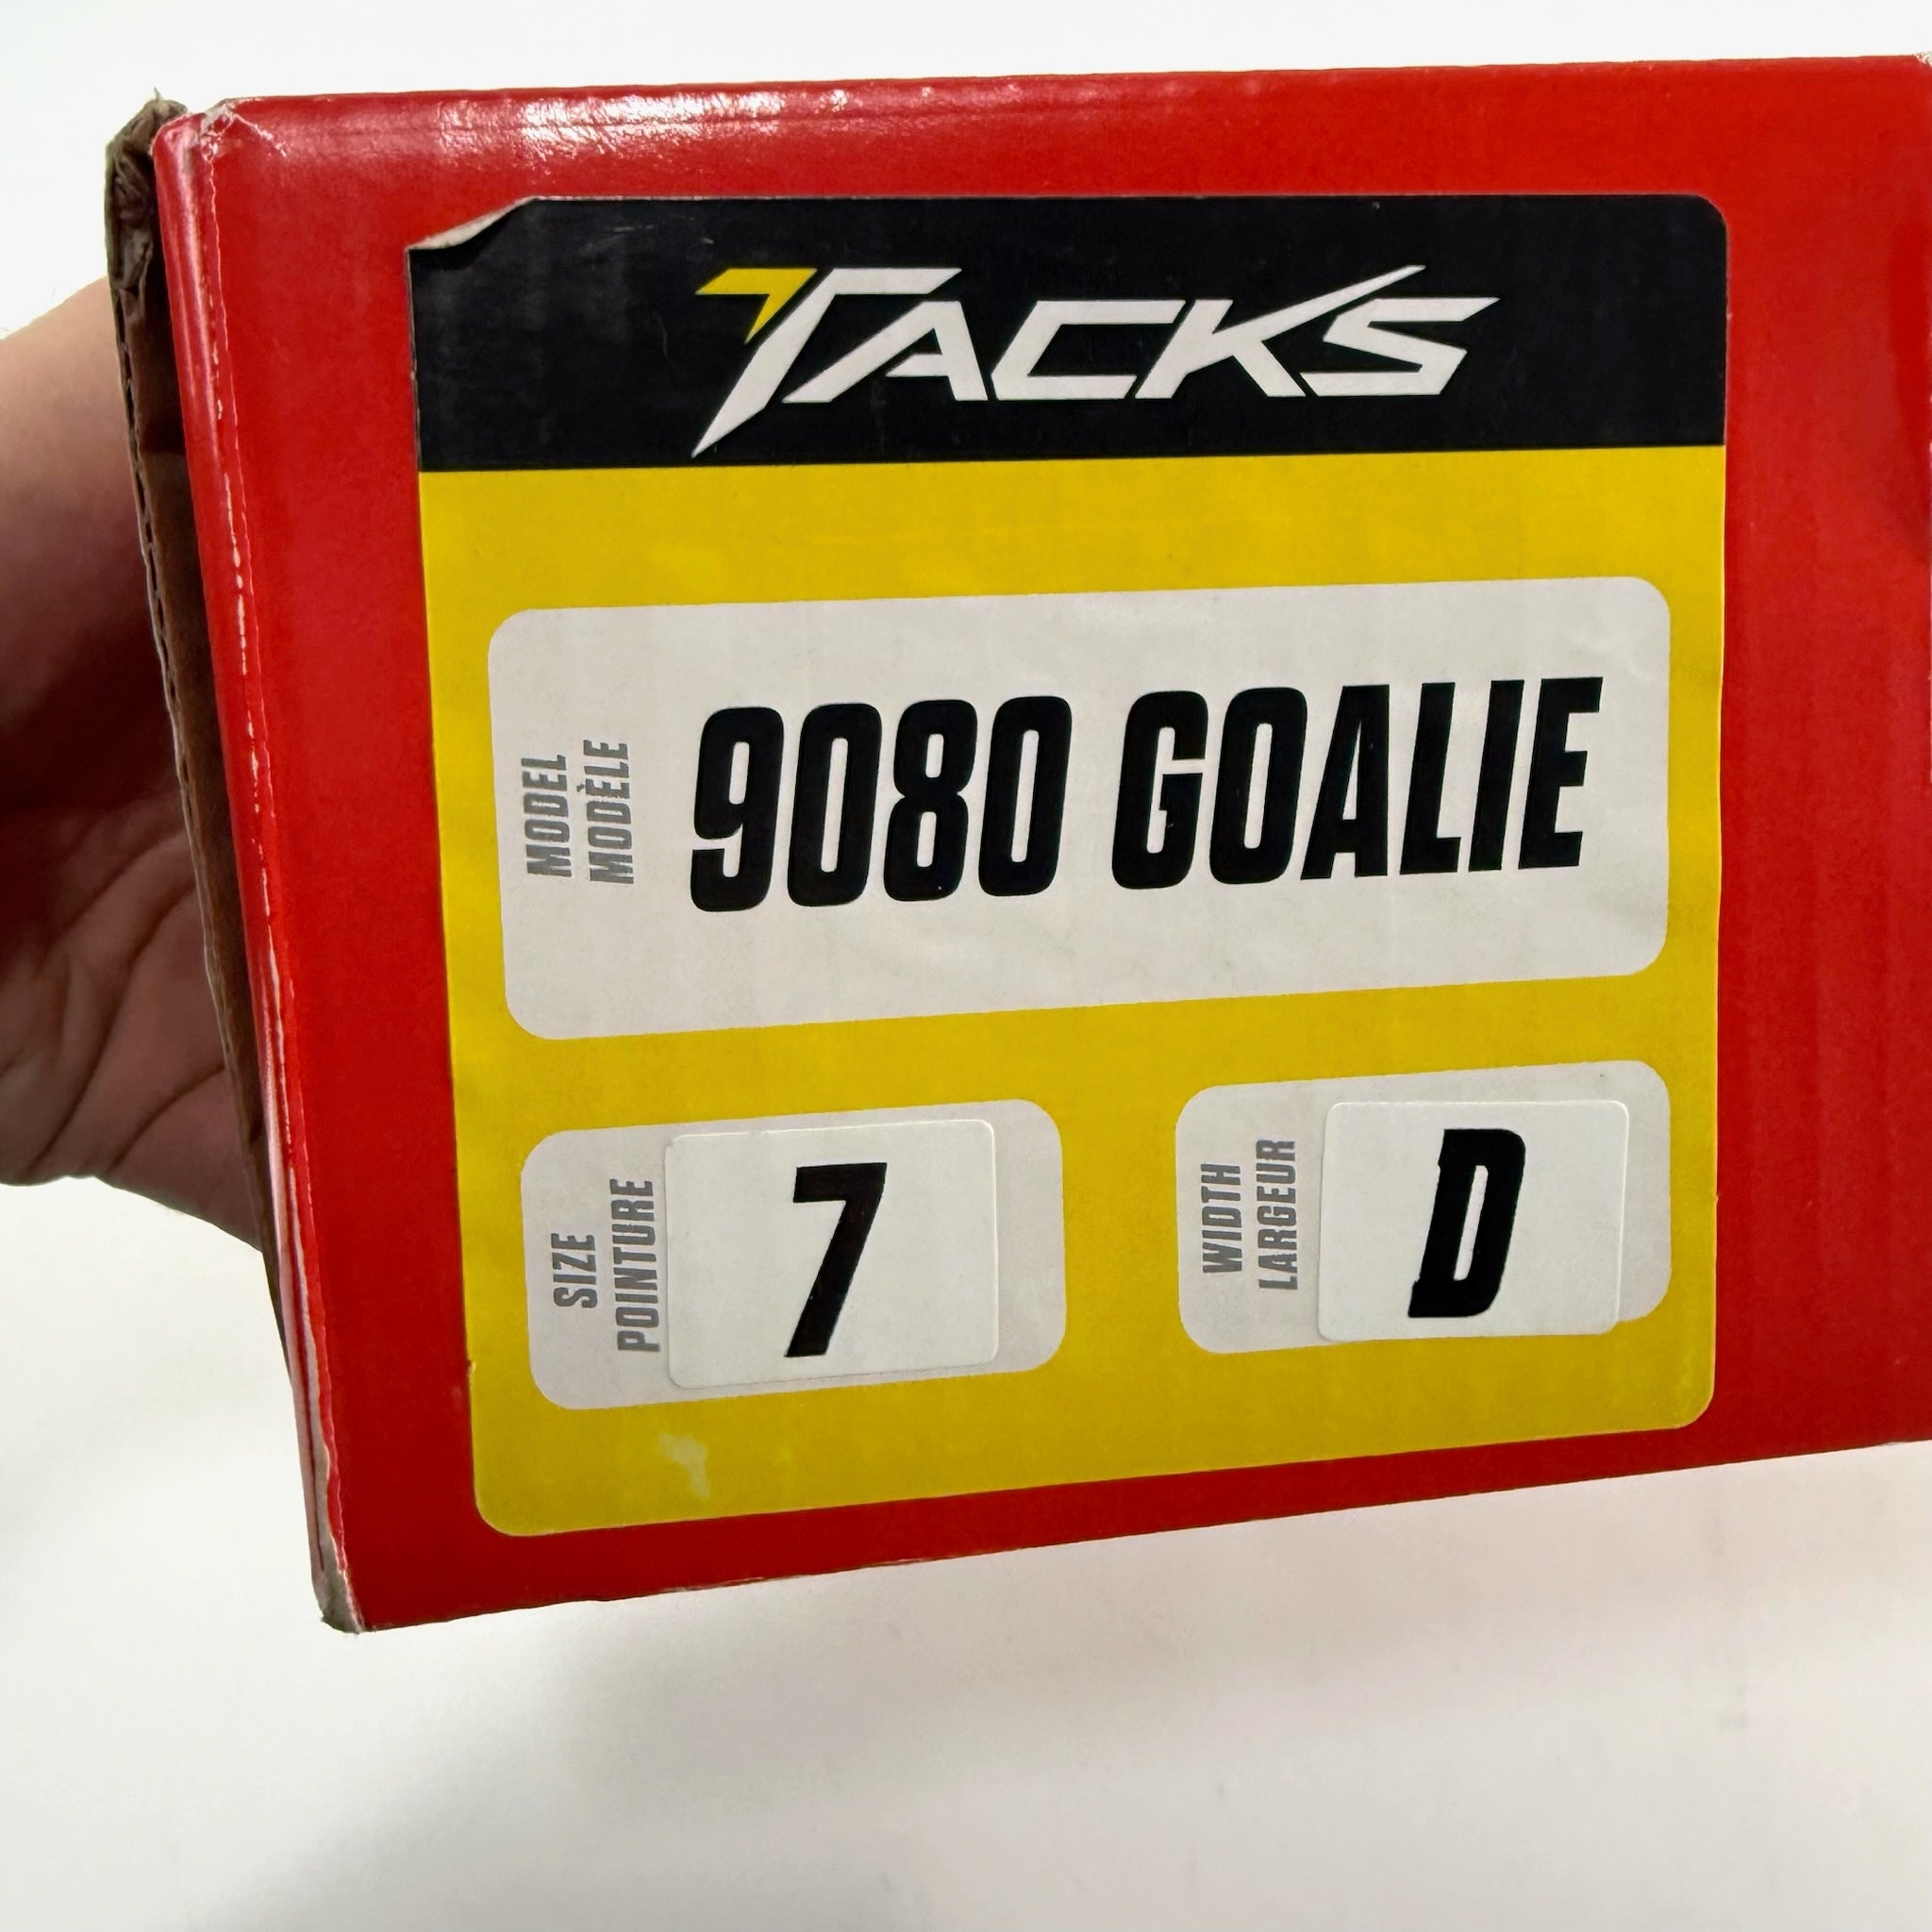 TACKS
MODEL
MODÈLE
9080 GOALIE
SIZE
POINTURE
7
WIDTH
LARGEUR
D